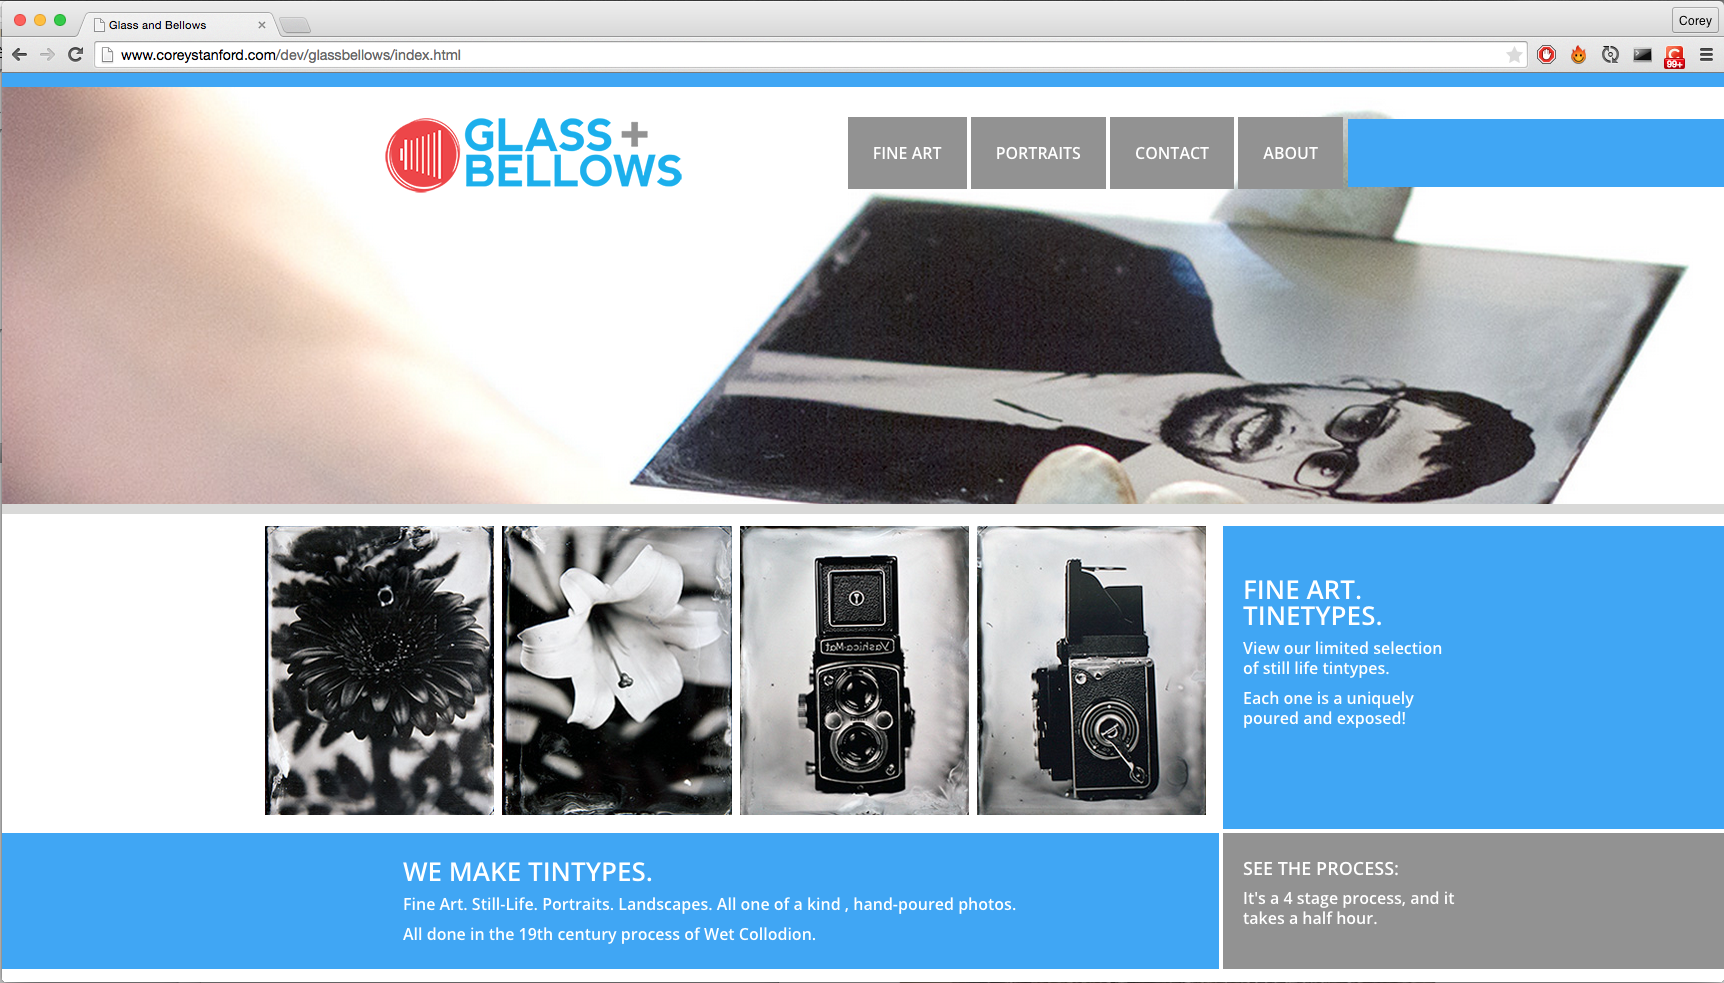 Glass and Bellows
Corey
www.coreystanford.com/dev/glassbellows/index.html
99+
GLASS +
BELLOWS
FINE ART
PORTRAITS
CONTACT
ABOUT
Yashica-Mat
FINE ART.
TINETYPES.
View our limited selection
of still life tintypes.
Each one is a uniquely
poured and exposed!
WE MAKE TINTYPES.
Fine Art. Still-Life. Portraits. Landscapes. All one of a kind , hand-poured photos.
All done in the 19th century process of Wet Collodion.
SEE THE PROCESS:
It's a 4 stage process, and it
takes a half hour.